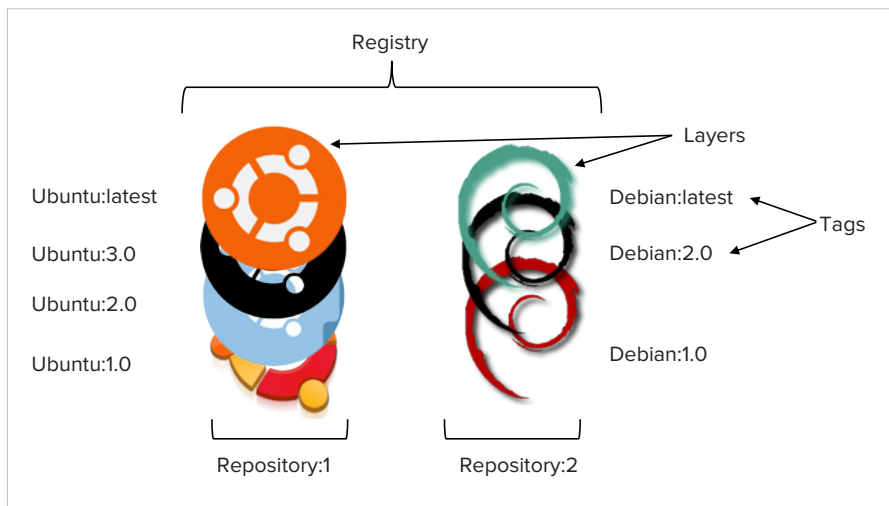 Registry
Layers
Ubuntu:latest
Debian:latest
Tags
Ubuntu:3.0
Debian:2.0
Ubuntu:2.0
Ubuntu:1.0
Debian:1.0
Repository:1
Repository:2